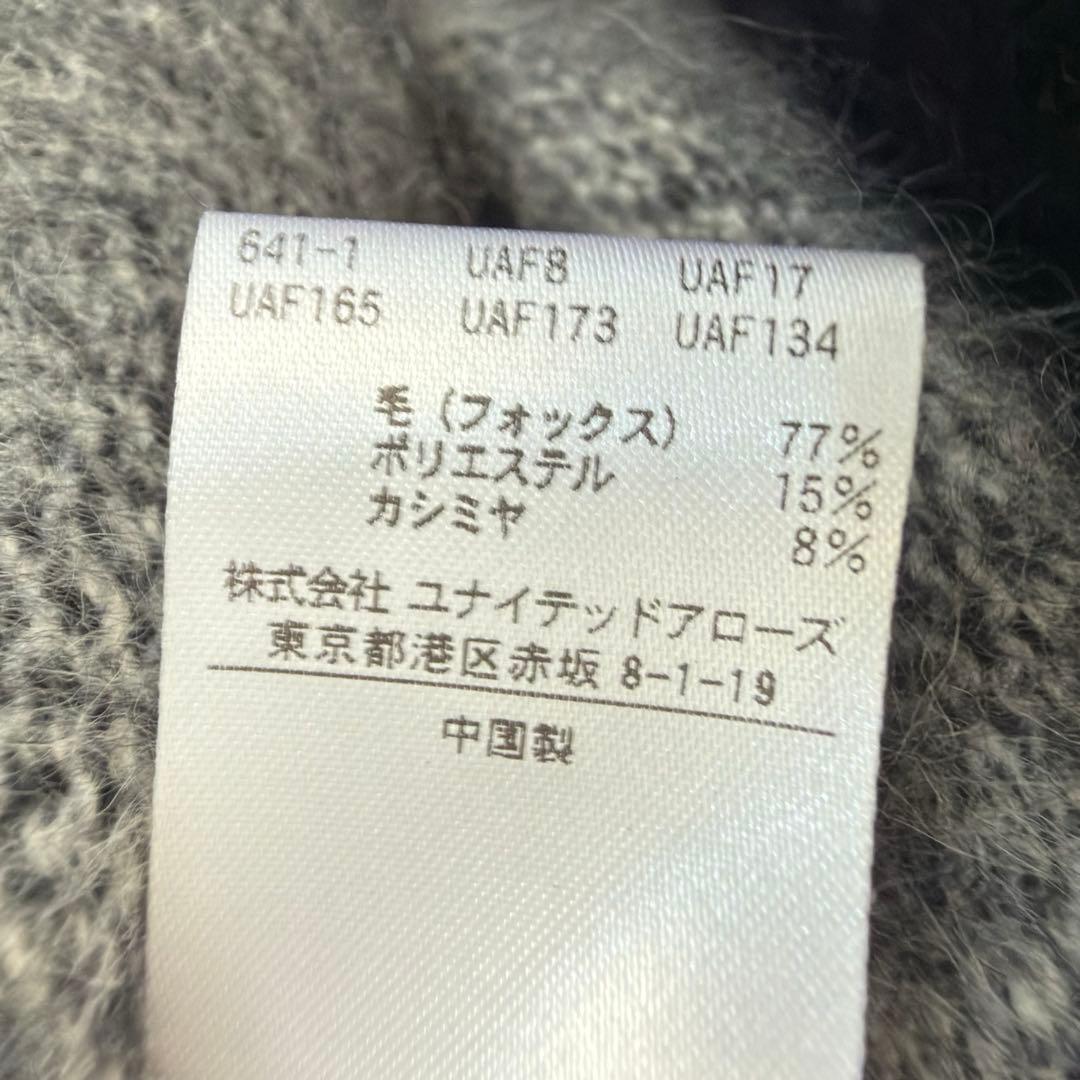 641-1 UAF8 UAF17
UAF165 UAF173 UAF134
毛(フォックス) 77%
ポリエステル 15%
カシミヤ 8%
株式会社 ユナイテッドアローズ
東京都港区赤坂 8-1-19
中国製